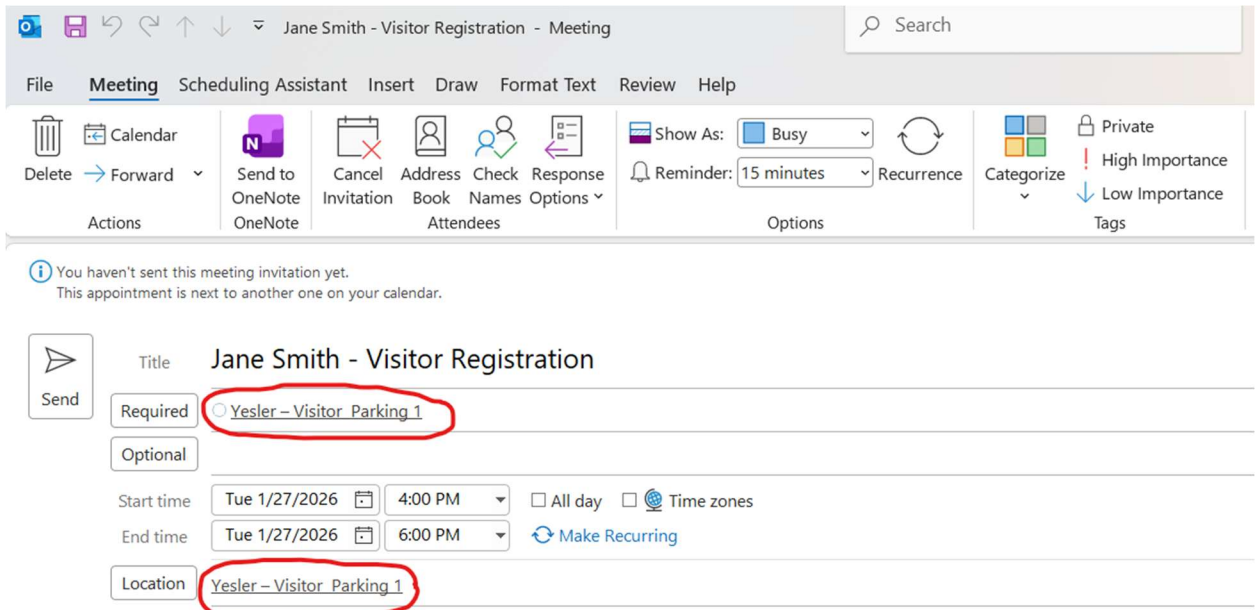 Jane Smith - Visitor Registration - Meeting
Search
File Meeting Scheduling Assistant Insert Draw Format Text Review Help
Delete
Calendar
Forward
Actions
N
Send to
OneNote
OneNote
Cancel
Invitation
Address
Book
Check
Names
Response
Options
Attendees
Show As: Busy
Reminder: 15 minutes
Recurrence
Options
Categorize
Private
High Importance
Low Importance
Tags
You haven't sent this meeting invitation yet.
This appointment is next to another one on your calendar.
Send
Title Jane Smith - Visitor Registration
Required Yesler – Visitor Parking 1
Optional
Start time Tue 1/27/2026 4:00 PM All day Time zones
End time Tue 1/27/2026 6:00 PM Make Recurring
Location Yesler – Visitor Parking 1